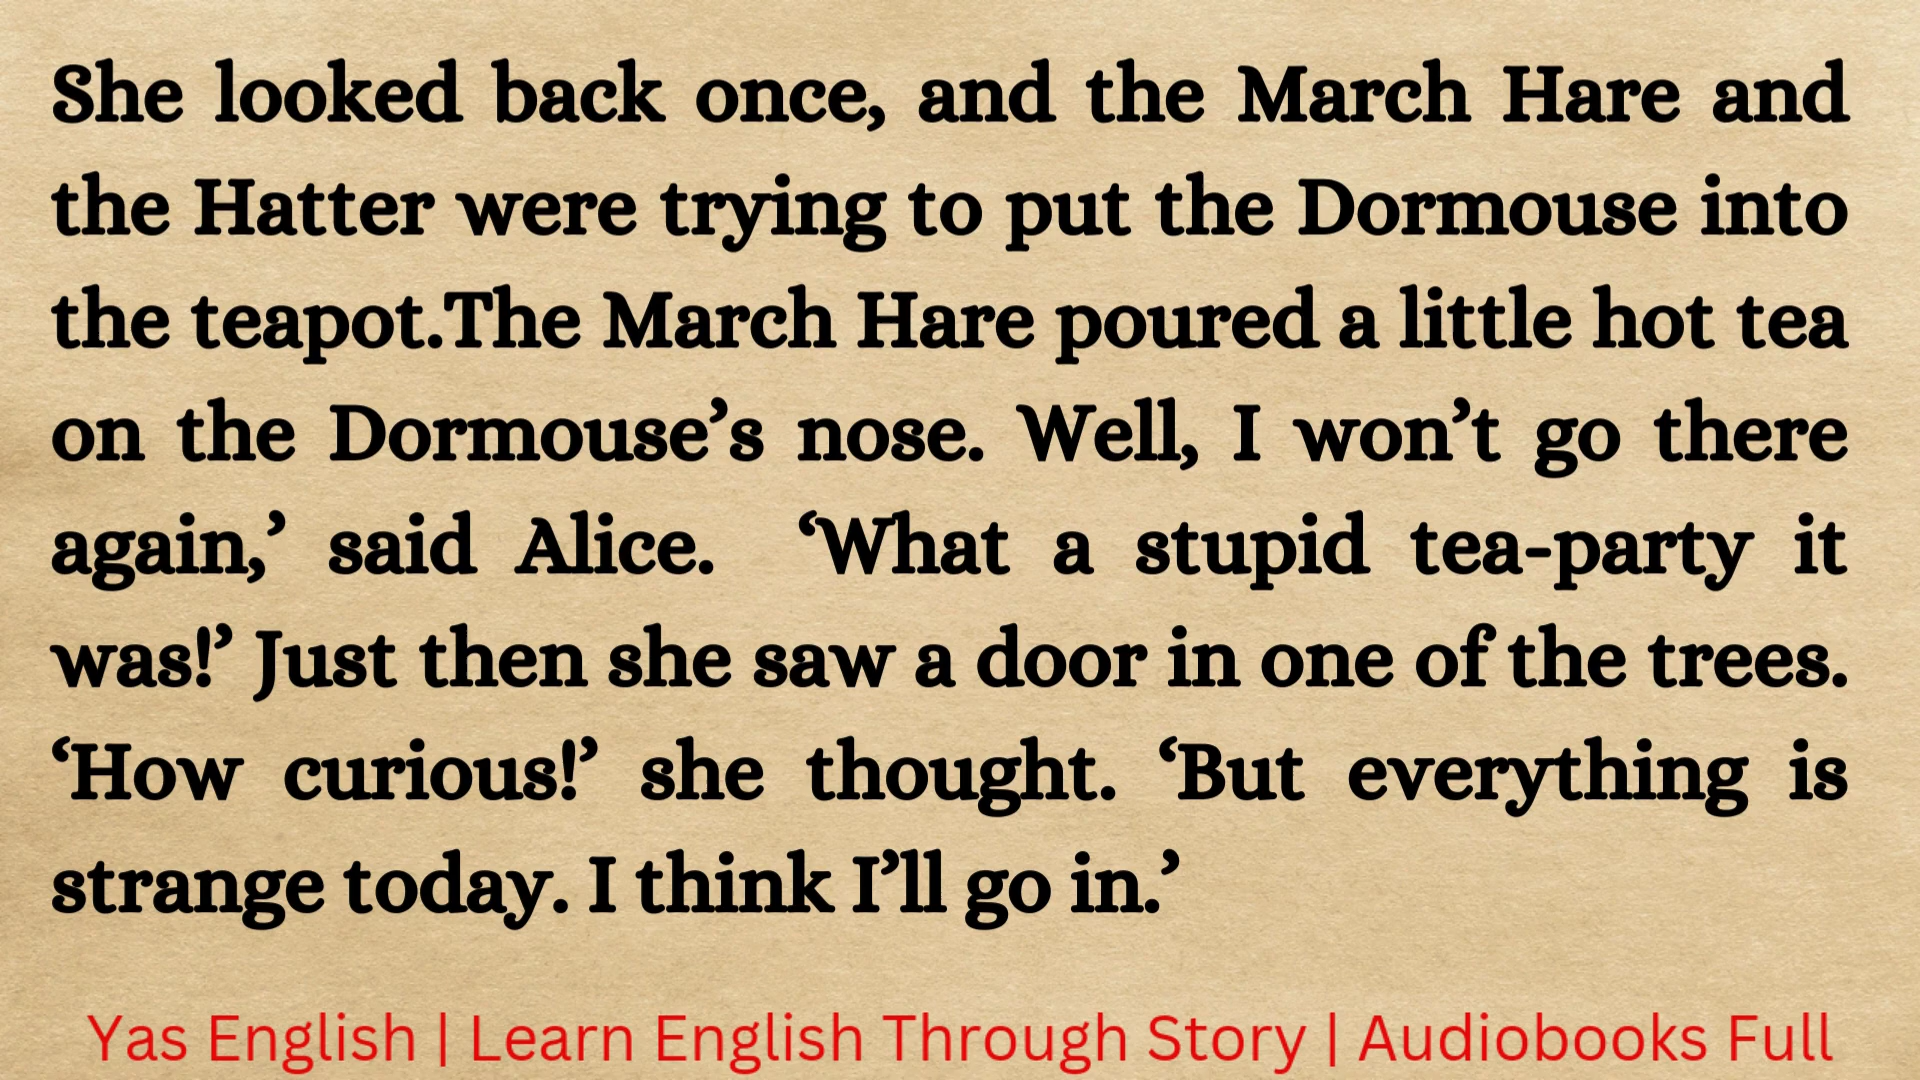 She looked back once, and the March Hare and
the Hatter were trying to put the Dormouse into
the teapot.The March Hare poured a little hot tea
on the Dormouse’s nose. Well, I won’t go there
again,’ said Alice.  ‘What a stupid tea-party it
was!’ Just then she saw a door in one of the trees.
‘How curious!’ she thought. ‘But everything is
strange today. I think I’ll go in.’
Yas English | Learn English Through Story | Audiobooks Full